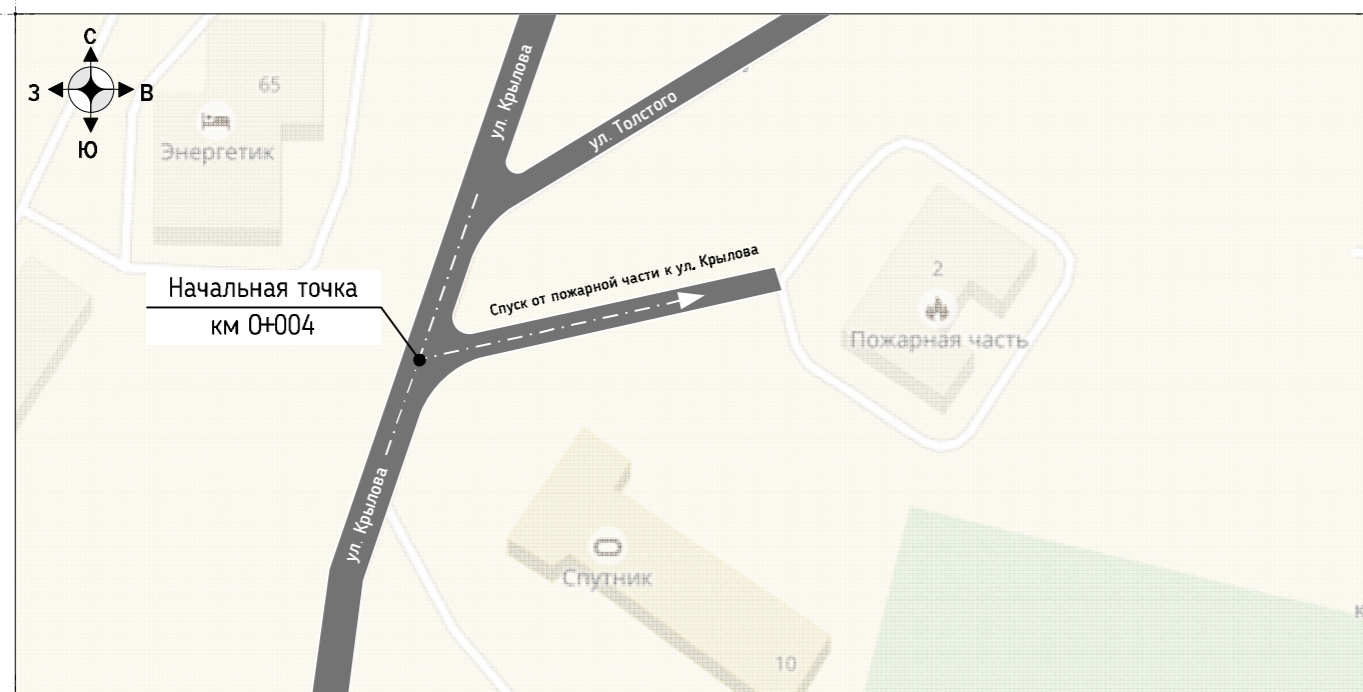 С
З
В
Ю
65
Энергетик
ул. Крылова
ул. Толстого
Спуск от пожарной части к ул. Крылова
Начальная точка
км 0+004
2
Пожарная часть
ул. Крылова
Спутник
10